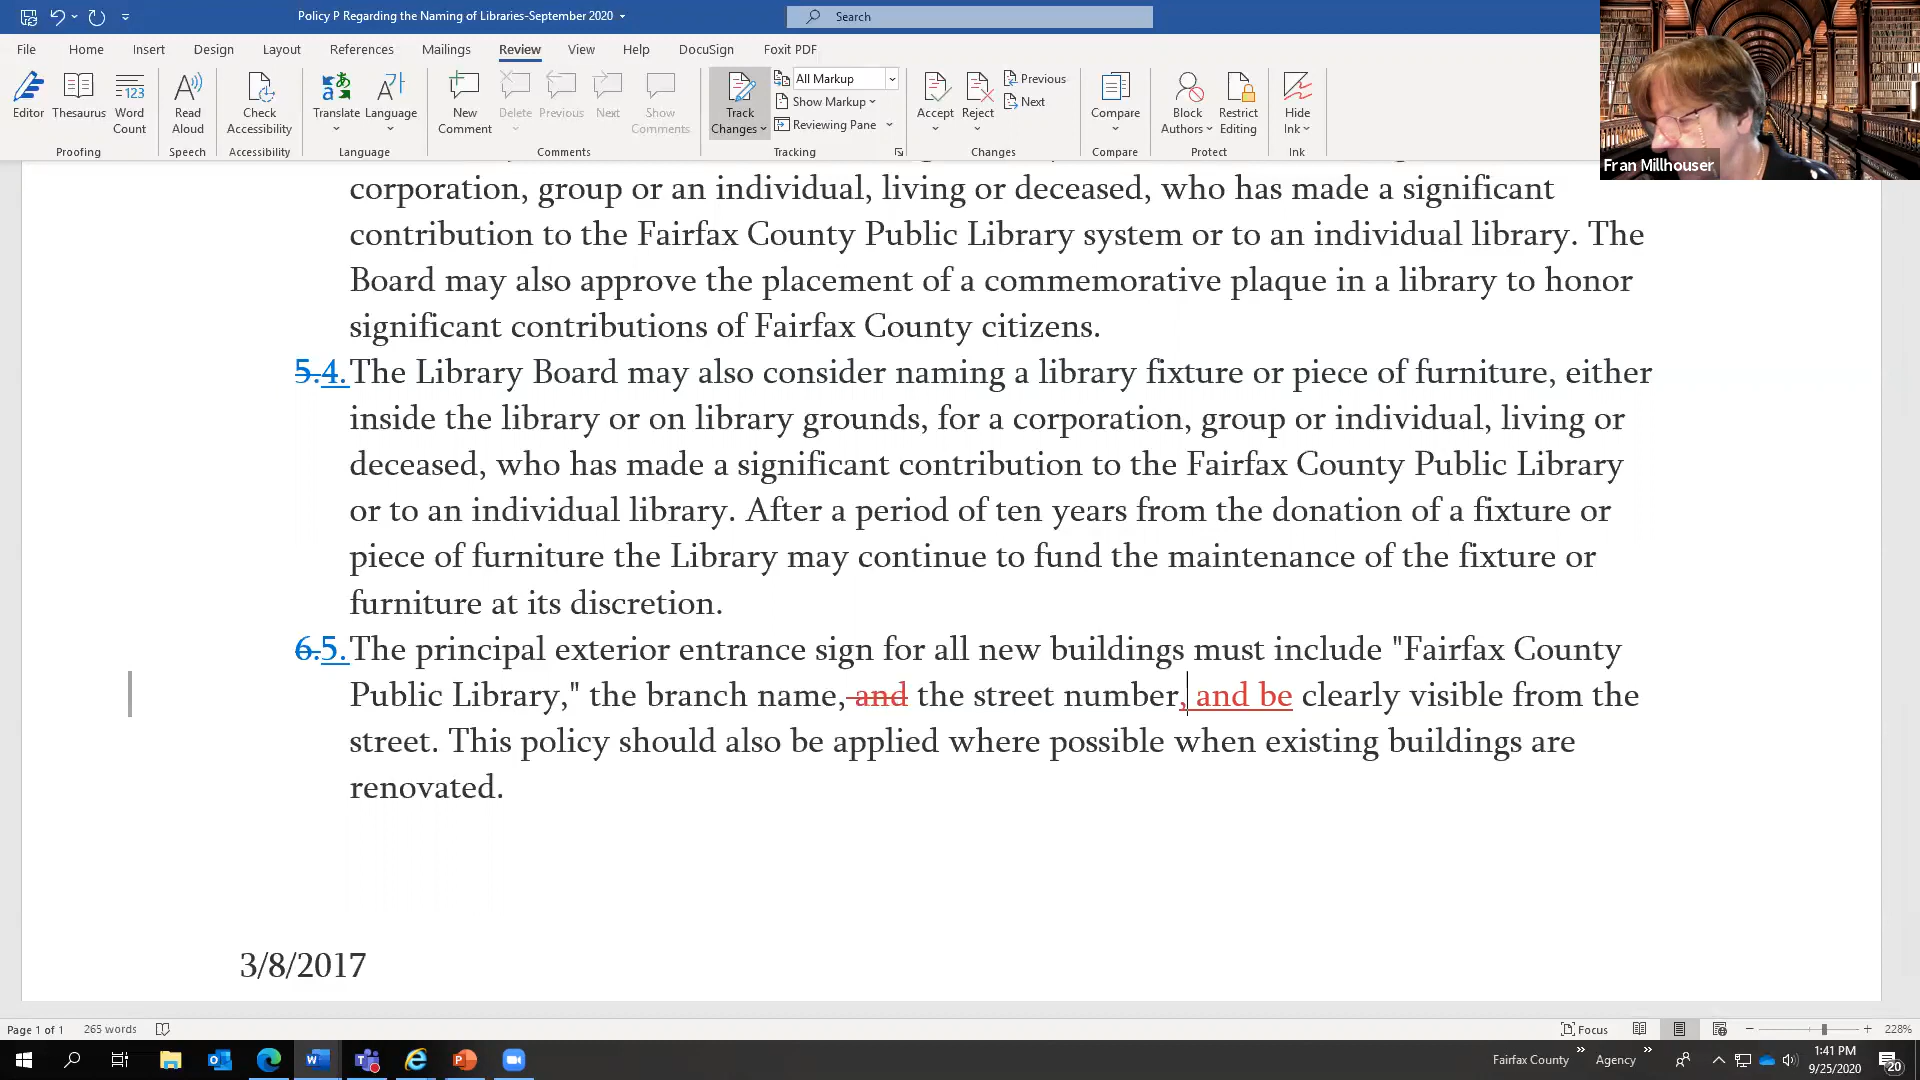 Policy P Regarding the Naming of Libraries-September 2020
Search
File Home Insert Design Layout References Mailings Review View Help DocuSign Foxit PDF
Editor Thesaurus Word Count Read Aloud Check Accessibility Translate Language New Comment Delete Previous Next Show Comments Track Changes All Markup Show Markup Reviewing Pane Accept Reject Previous Next Compare Block Authors Restrict Editing Hide Ink
Proofing Speech Accessibility Language Comments Tracking Changes Compare Protect Ink
Fran Millhouser
corporation, group or an individual, living or deceased, who has made a significant
contribution to the Fairfax County Public Library system or to an individual library. The
Board may also approve the placement of a commemorative plaque in a library to honor
significant contributions of Fairfax County citizens.
5.4. The Library Board may also consider naming a library fixture or piece of furniture, either
inside the library or on library grounds, for a corporation, group or individual, living or
deceased, who has made a significant contribution to the Fairfax County Public Library
or to an individual library. After a period of ten years from the donation of a fixture or
piece of furniture the Library may continue to fund the maintenance of the fixture or
furniture at its discretion.
6.5. The principal exterior entrance sign for all new buildings must include "Fairfax County
Public Library," the branch name, and the street number, and be clearly visible from the
street. This policy should also be applied where possible when existing buildings are
renovated.
3/8/2017
Page 1 of 1 265 words Focus 228%
Fairfax County Agency 1:41 PM
9/25/2020 20